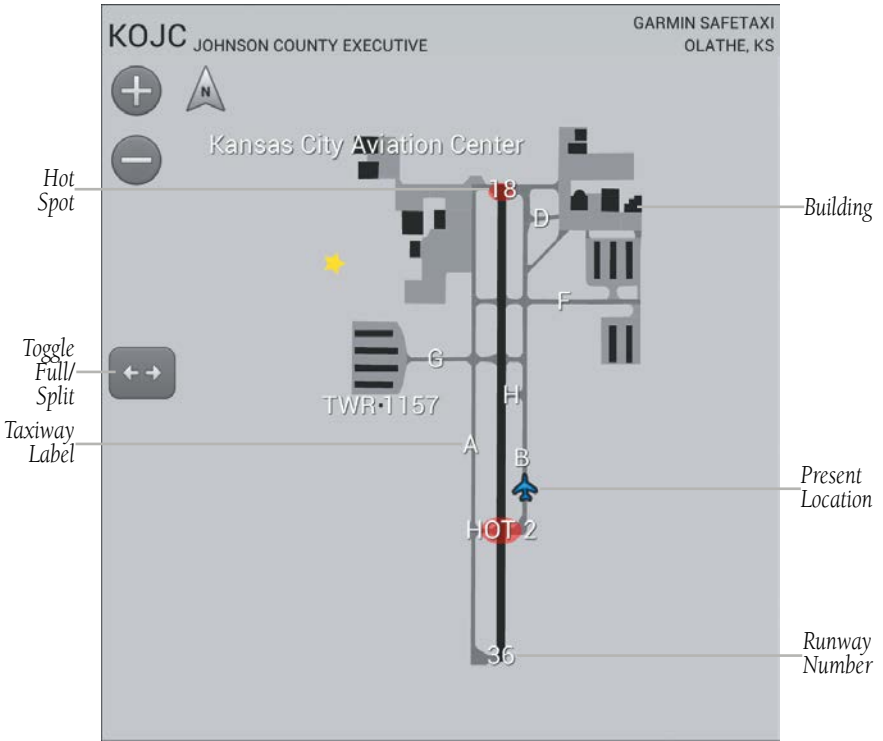 KOJC JOHNSON COUNTY EXECUTIVE
GARMIN SAFETAXI
OLATHE, KS
N
Kansas City Aviation Center
Hot
Spot
18
D
Building
F
Toggle
Full/
Split
G
H
TWR•1157
Taxiway
Label
A
B
Present
Location
HOT 2
Runway
Number
36